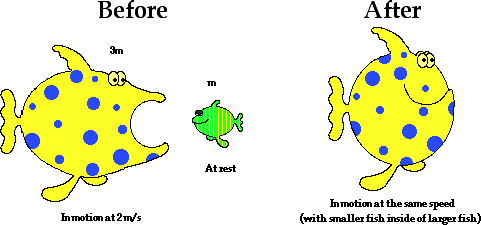 Before
After
3m
m
At rest
In motion at 2 m/s
In motion at the same speed
(with smaller fish inside of larger fish)